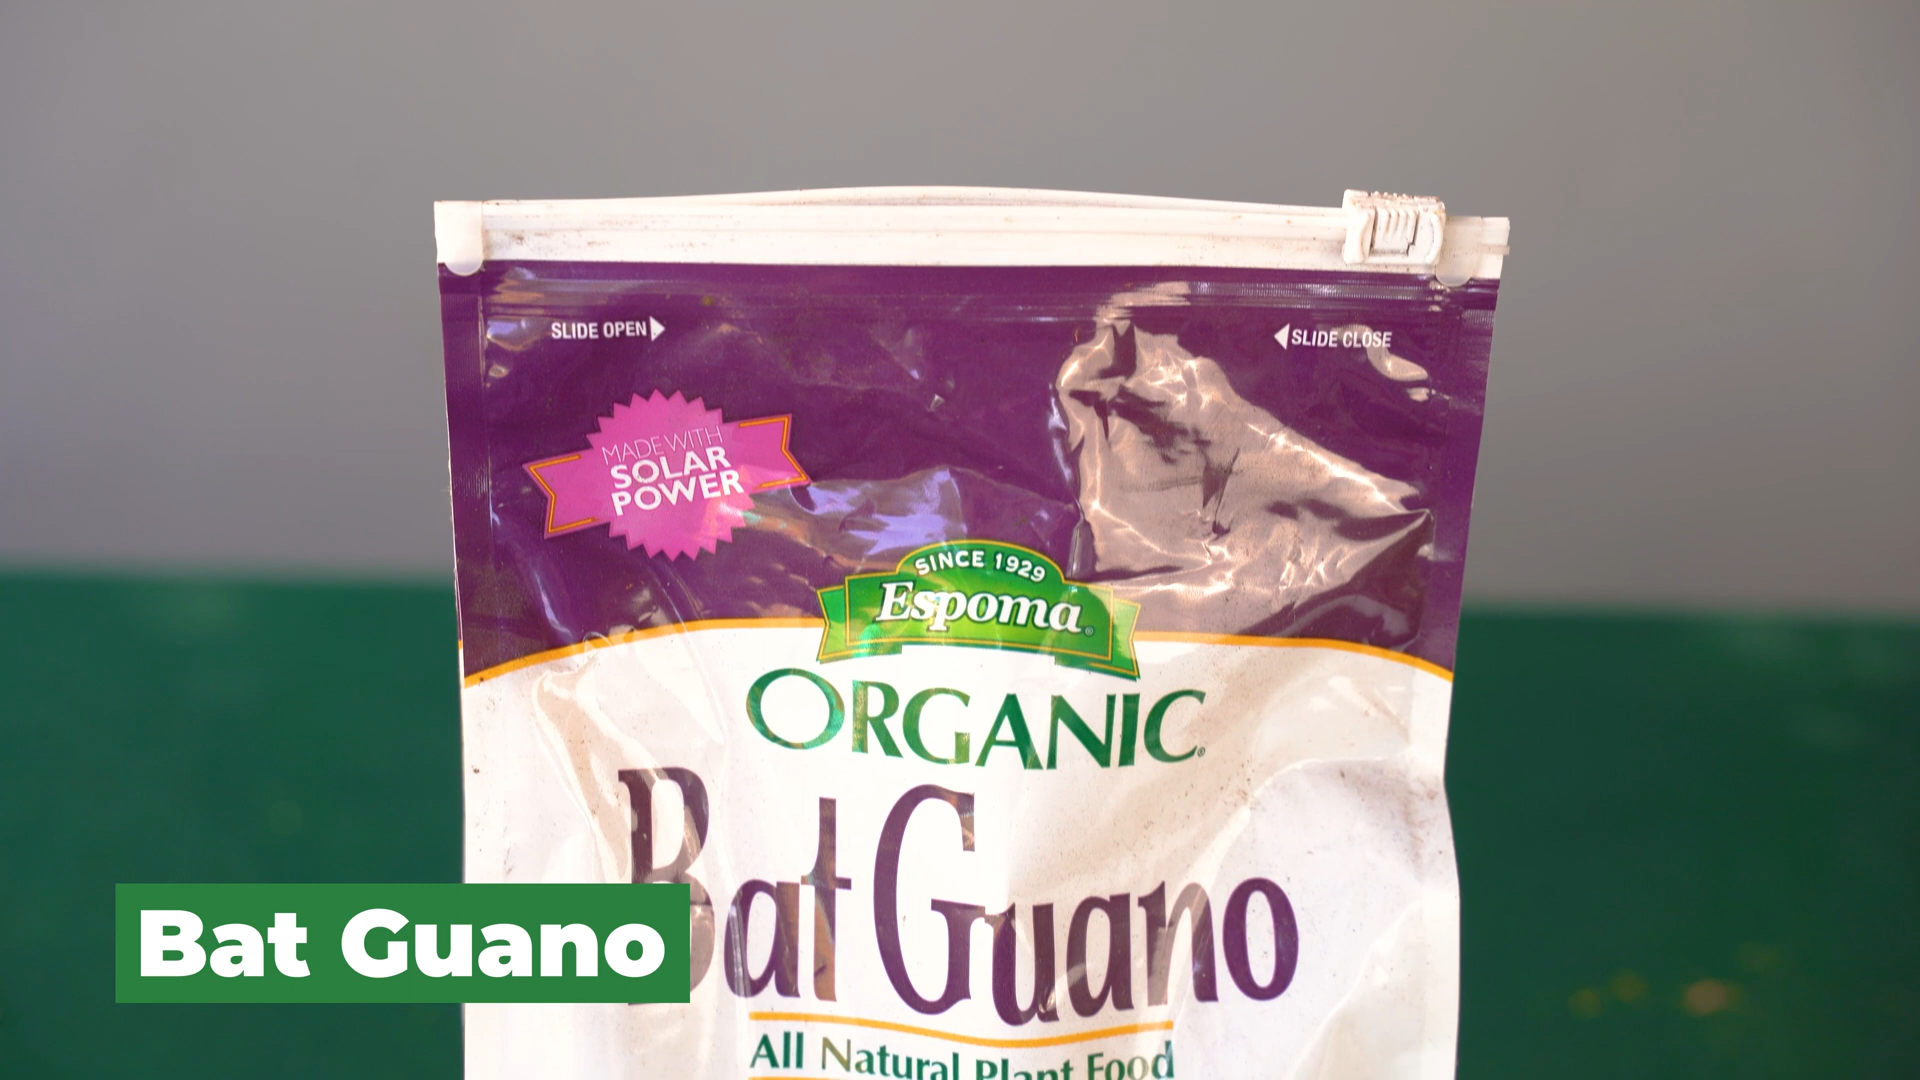 SLIDE OPEN
SLIDE CLOSE
MADE WITH
SOLAR
POWER
SINCE 1929
Espoma®
ORGANIC®
Bat Guano
All Natural Plant Food
Bat Guano